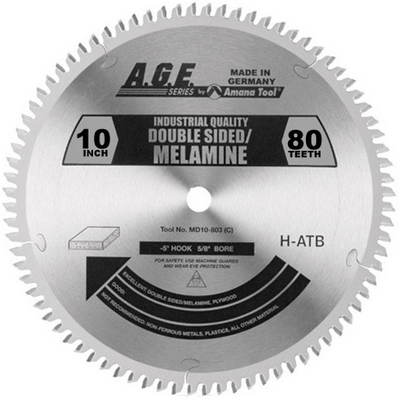 A.G.E.
SERIES by Amana Tool®
MADE IN
GERMANY
INDUSTRIAL QUALITY
DOUBLE SIDED/
MELAMINE
10
INCH
80
TEETH
Tool No. MD10-803 (C)
-5° HOOK 5/8" BORE
FOR SAFETY USE MACHINE GUARDS
AND WEAR EYE PROTECTION
H-ATB
EXCELLENT: DOUBLE SIDED/MELAMINE, PLYWOOD
GOOD:
NOT RECOMMENDED: NON-FERROUS METALS, PLASTICS, ALL OTHER MATERIAL